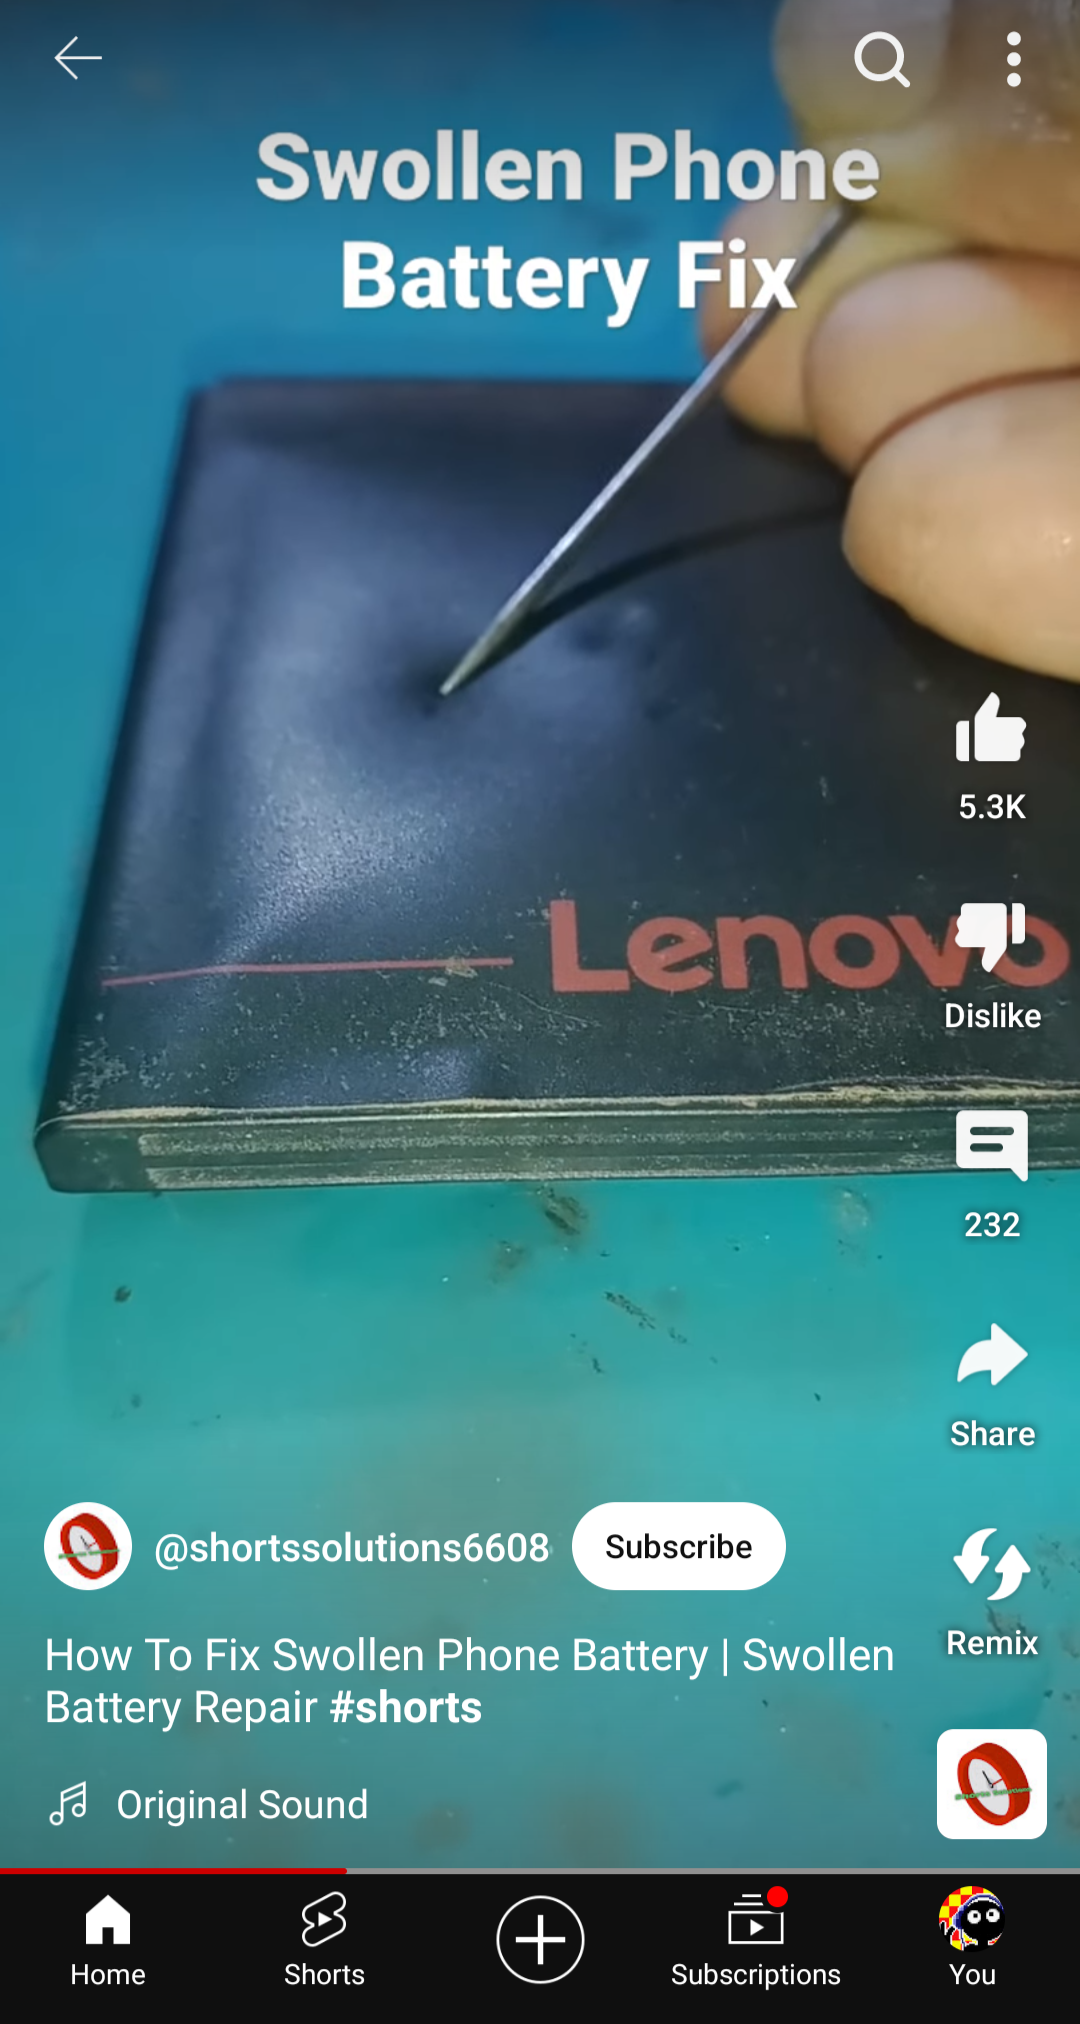 Swollen Phone
Battery Fix
Lenovo
5.3K
Dislike
232
Share
@shortssolutions6608
Subscribe
How To Fix Swollen Phone Battery | Swollen
Battery Repair #shorts
Remix
Original Sound
Home
Shorts
Subscriptions
You